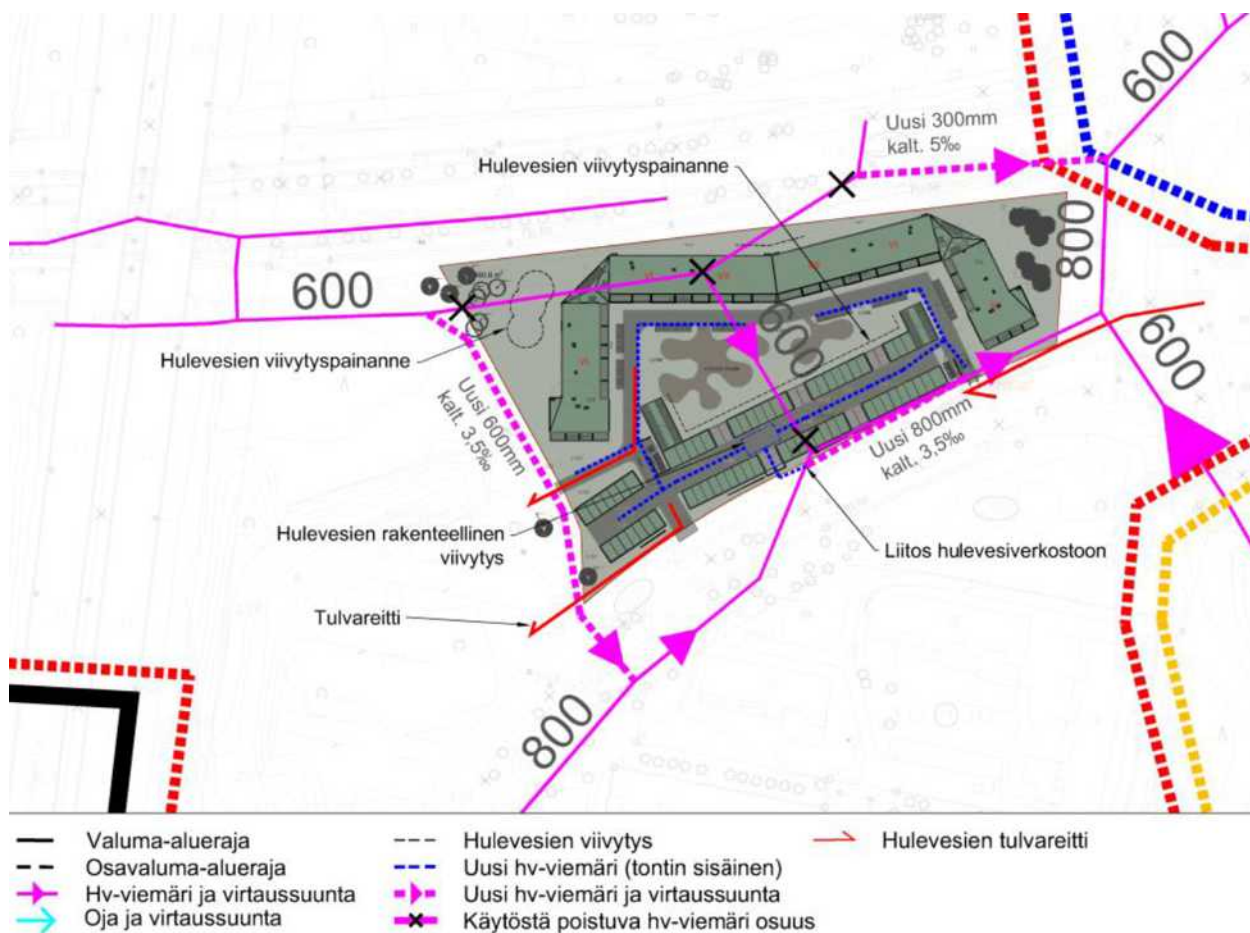 600
Uusi 300mm
kalt. 5‰
Hulevesien viivytyspainanne
800
600
600
Hulevesien viivytyspainanne
600
Uusi 600mm
kalt. 3,5‰
Uusi 800mm
kalt. 3,5‰
Hulevesien rakenteellinen
viivytys
Liitos hulevesiverkostoon
Tulvareitti
800
Valuma-alueraja
Osavaluma-alueraja
Hv-viemäri ja virtaussuunta
Oja ja virtaussuunta
Hulevesien viivytys
Uusi hv-viemäri (tontin sisäinen)
Uusi hv-viemäri ja virtaussuunta
Käytöstä poistuva hv-viemäri osuus
Hulevesien tulvareitti